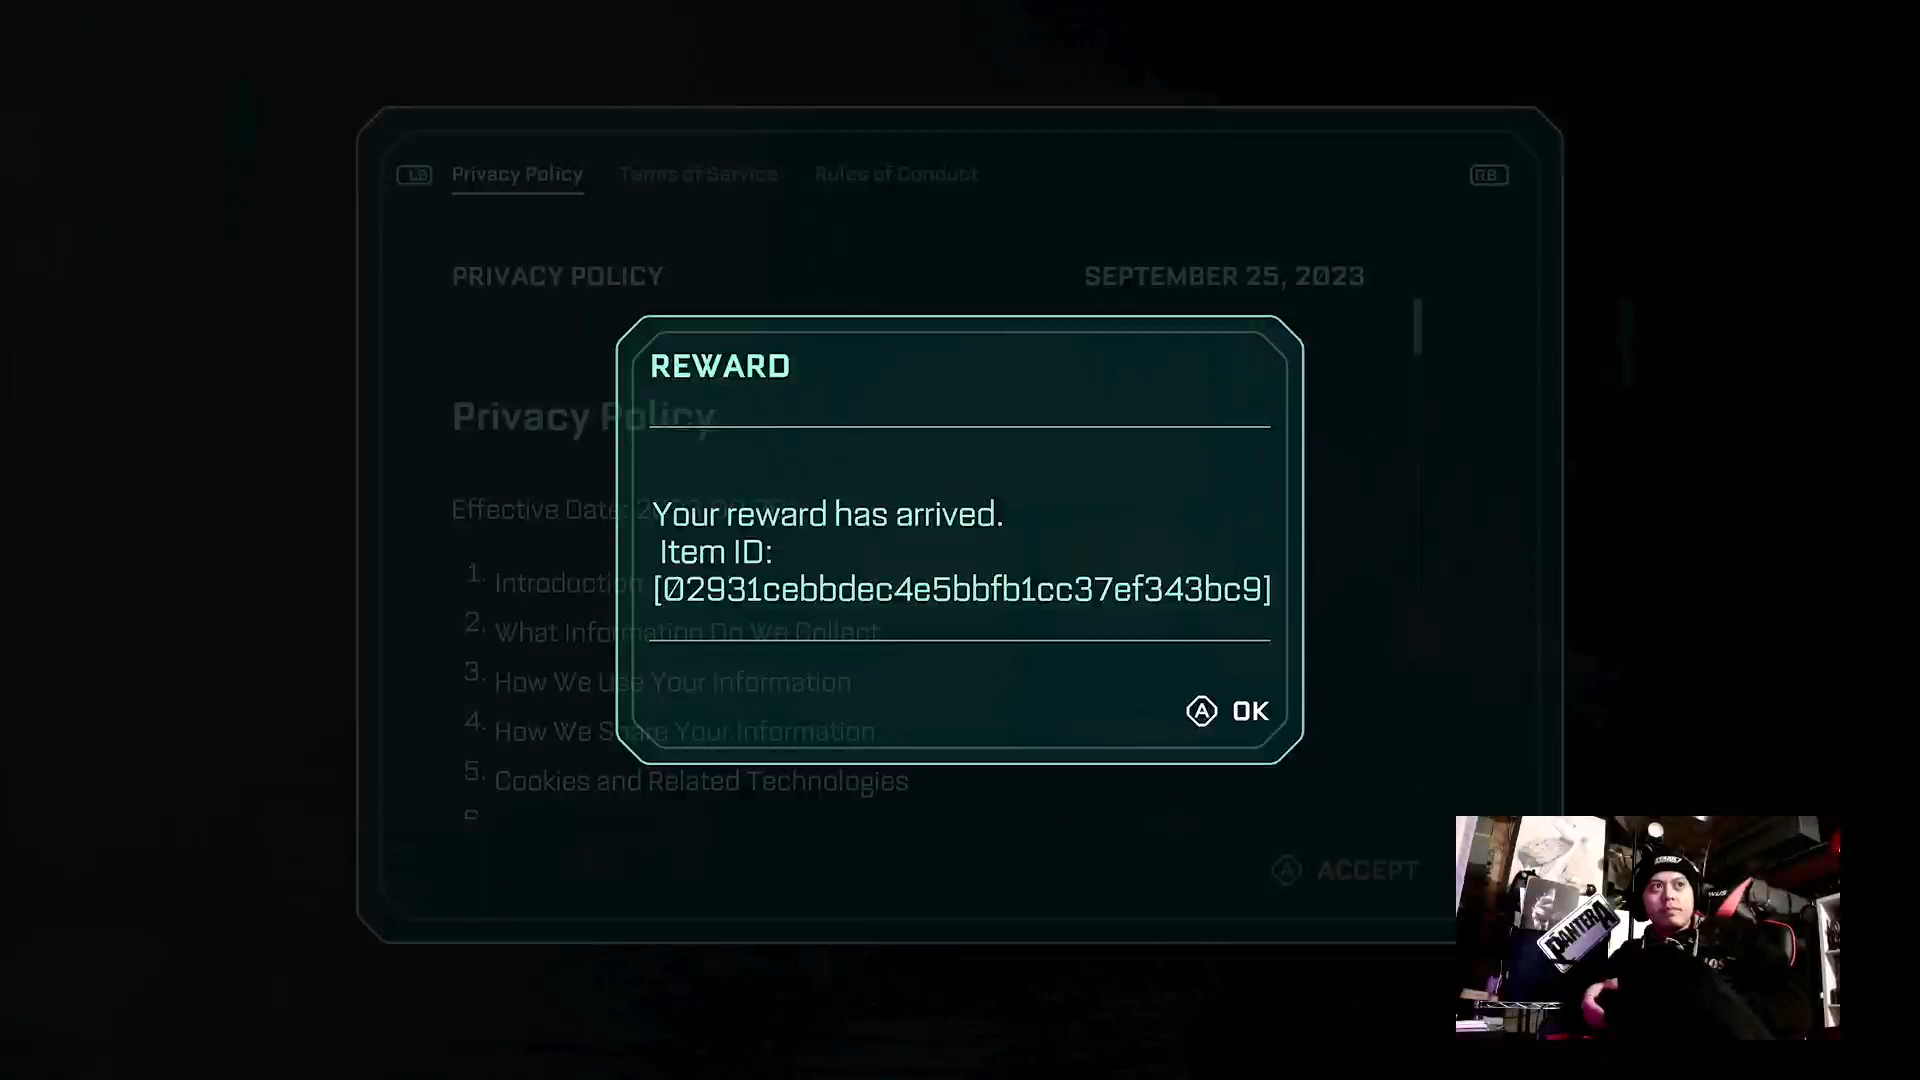 LB Privacy Policy Terms of Service Rules of Conduct RB
PRIVACY POLICY SEPTEMBER 25, 2023
REWARD
Privacy Policy
Effective Date:
Your reward has arrived.
Item ID:
[02931cebbdec4e5bbfb1cc37ef343bc9]
1. Introduction
2. What Information Do We Collect
3. How We Use Your Information
4. How We Share Your Information
A OK
5. Cookies and Related Technologies
A ACCEPT
PANTERA